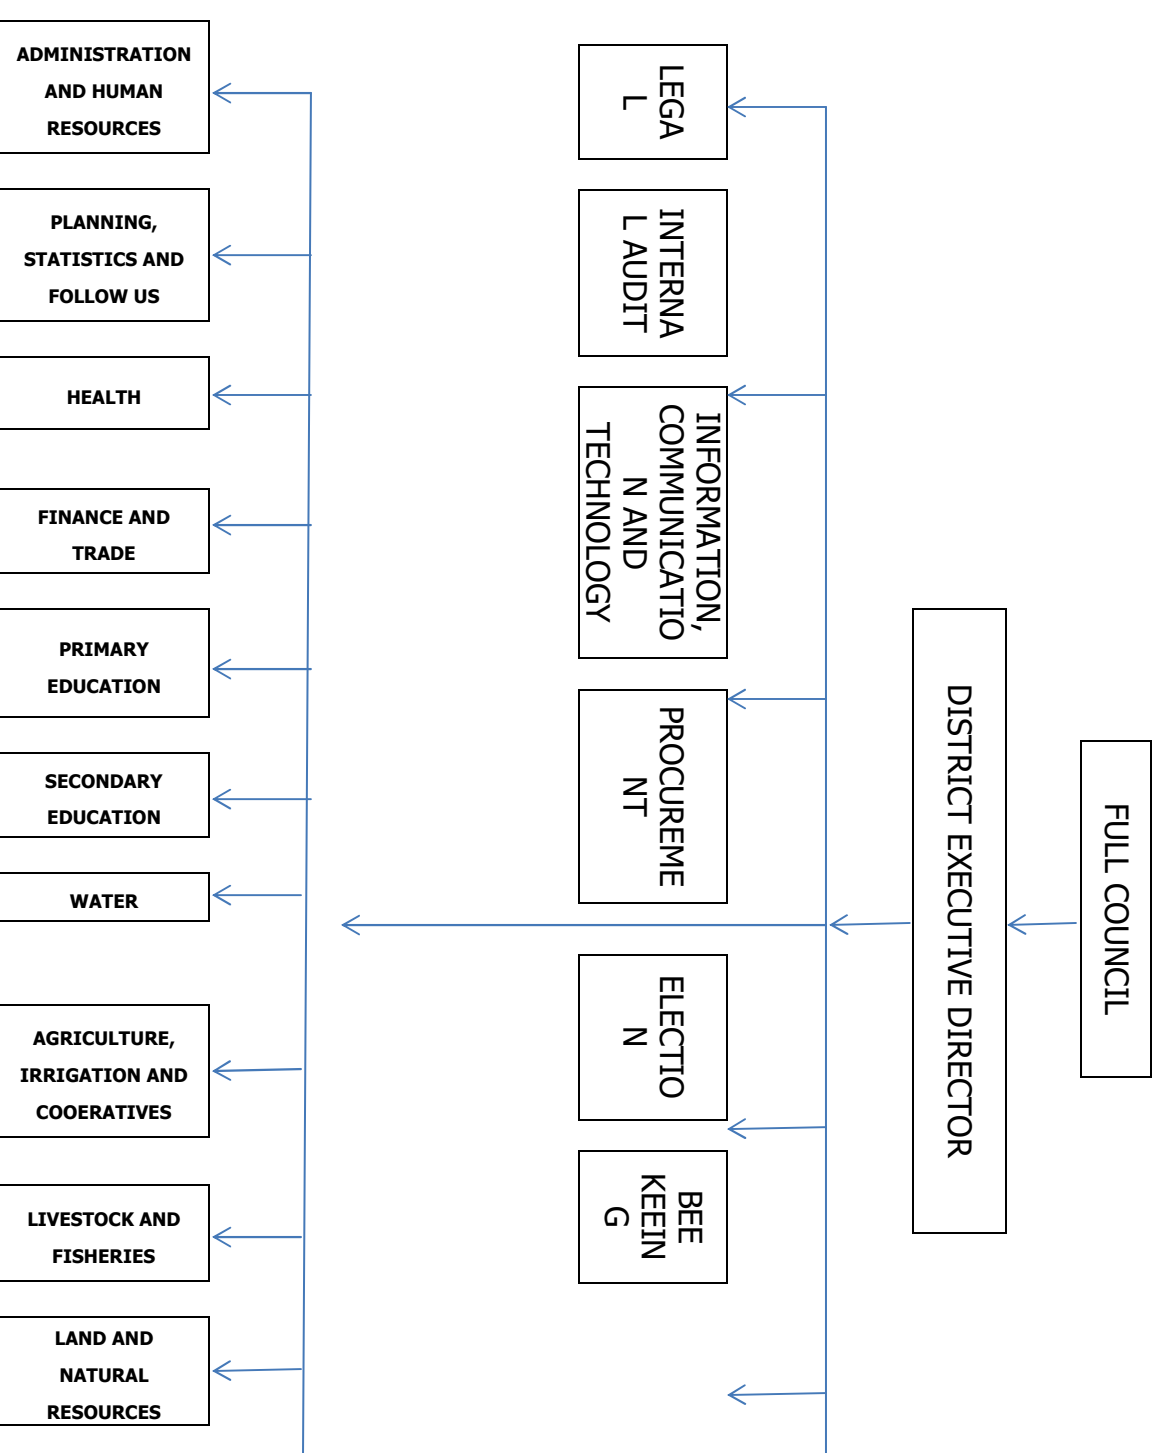 ADMINISTRATION
AND HUMAN
RESOURCES
PLANNING,
STATISTICS AND
FOLLOW US
HEALTH
FINANCE AND
TRADE
PRIMARY
EDUCATION
SECONDARY
EDUCATION
WATER
AGRICULTURE,
IRRIGATION AND
COOERATIVES
LIVESTOCK AND
FISHERIES
LAND AND
NATURAL
RESOURCES
LEGA
L
INTERNA
L AUDIT
INFORMATION,
COMMUNICATIO
N AND
TECHNOLOGY
PROCUREME
NT
ELECTIO
N
BEE
KEEIN
G
DISTRICT EXECUTIVE DIRECTOR
FULL COUNCIL